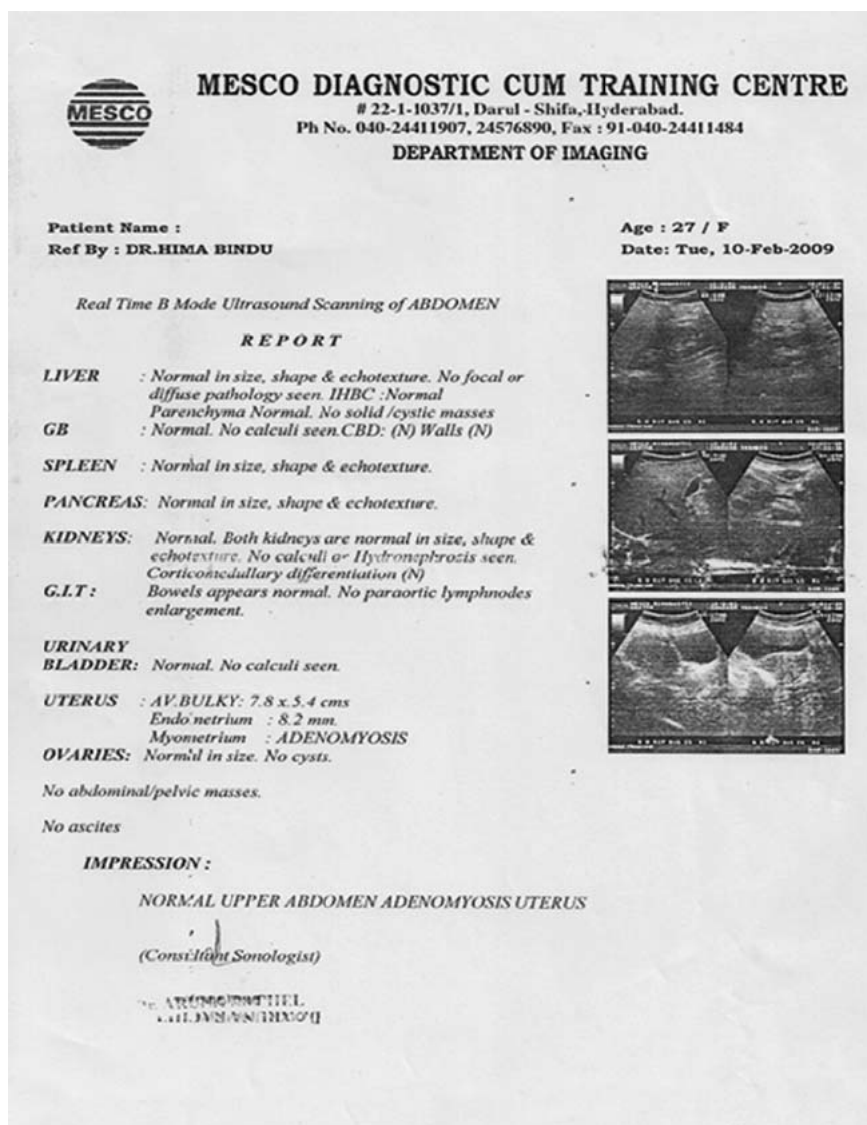 MESCO DIAGNOSTIC CUM TRAINING CENTRE
MESCO
# 22-1-1037/1, Darul - Shifa, Hyderabad.
Ph No. 040-24411907, 24576890, Fax : 91-040-24411484
DEPARTMENT OF IMAGING
Patient Name :
Age : 27 / F
Ref By : DR.HIMA BINDU
Date: Tue, 10-Feb-2009
Real Time B Mode Ultrasound Scanning of ABDOMEN
REPORT
LIVER : Normal in size, shape & echotexture. No focal or
diffuse pathology seen. IHBC :Normal
Parenchyma Normal. No solid /cystic masses
GB : Normal. No calculi seen.CBD: (N) Walls (N)
SPLEEN : Normal in size, shape & echotexture.
PANCREAS: Normal in size, shape & echotexture.
KIDNEYS: Normal. Both kidneys are normal in size, shape &
echotexture. No calculi or Hydronephrosis seen.
Corticomedullary differentiation (N)
G.I.T : Bowels appears normal. No paraortic lymphnodes
enlargement.
URINARY
BLADDER: Normal. No calculi seen.
UTERUS : AV.BULKY: 7.8 x 5.4 cms
Endometrium : 8.2 mm.
Myometrium : ADENOMYOSIS
OVARIES: Normal in size. No cysts.
No abdominal/pelvic masses.
No ascites
IMPRESSION :
NORMAL UPPER ABDOMEN ADENOMYOSIS UTERUS
(Consultant Sonologist)